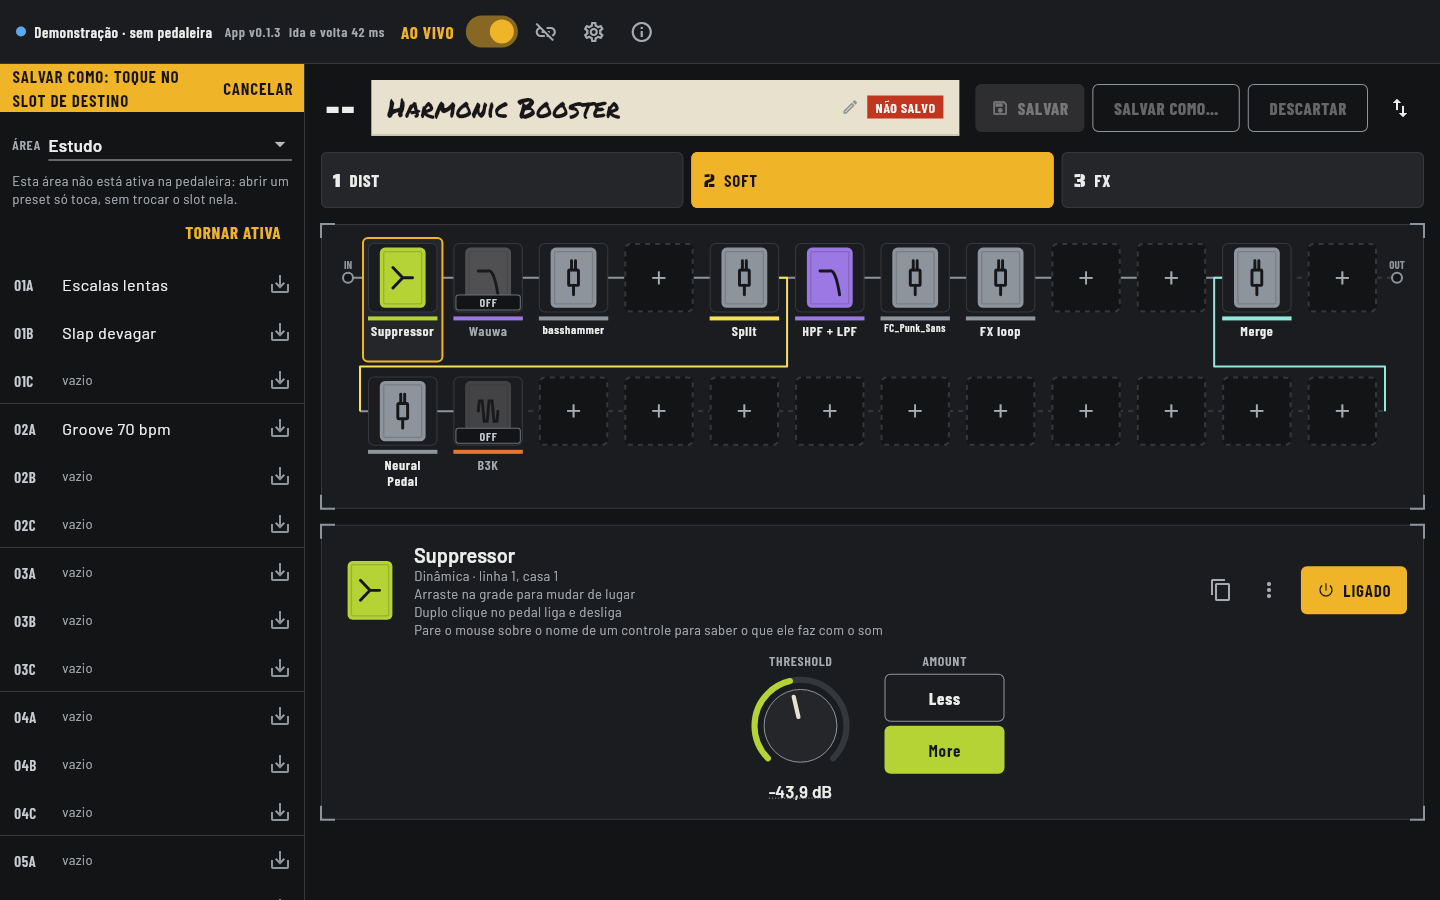 Demonstração · sem pedaleira App v0.1.3 Ida e volta 42 ms AO VIVO
SALVAR COMO: TOQUE NO
SLOT DE DESTINO
CANCELAR
ÁREA Estudo
Esta área não está ativa na pedaleira: abrir um
preset só toca, sem trocar o slot nela.
TORNAR ATIVA
01A Escalas lentas
01B Slap devagar
01C vazio
02A Groove 70 bpm
02B vazio
02C vazio
03A vazio
03B vazio
03C vazio
04A vazio
04B vazio
04C vazio
05A vazio
-- Harmonic Booster NÃO SALVO SALVAR SALVAR COMO... DESCARTAR
1 DIST 2 SOFT 3 FX
IN OUT
OFF
Suppressor Wauwa basshammer Split HPF + LPF FC_Punk_Sans FX loop Merge
OFF
Neural
Pedal
B3K
Suppressor
Dinâmica · linha 1, casa 1
Arraste na grade para mudar de lugar
Duplo clique no pedal liga e desliga
Pare o mouse sobre o nome de um controle para saber o que ele faz com o som
LIGADO
THRESHOLD AMOUNT
Less
More
-43,9 dB